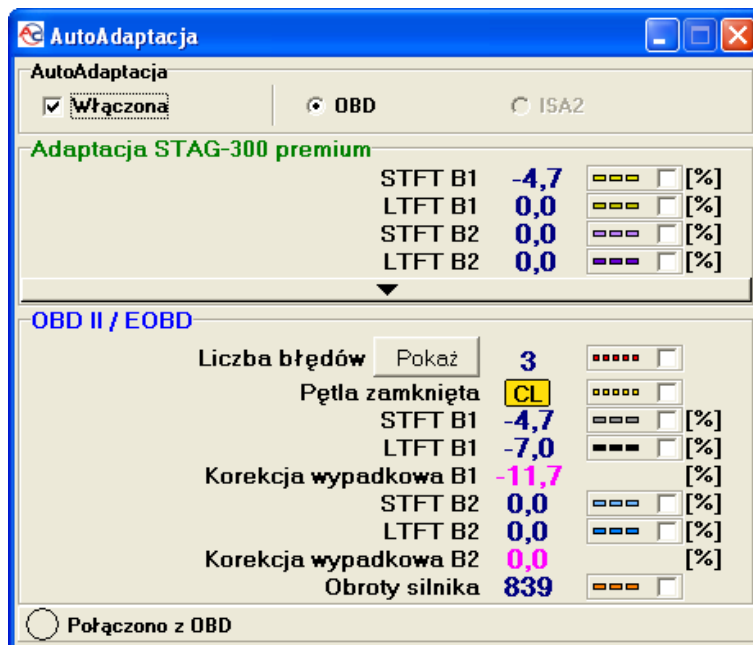 AutoAdaptacja
AutoAdaptacja
Włączona OBD ISA2
Adaptacja STAG-300 premium
STFT B1 -4,7 [%]
LTFT B1 0,0 [%]
STFT B2 0,0 [%]
LTFT B2 0,0 [%]
OBD II / EOBD
Liczba błędów Pokaż 3
Pętla zamknięta CL
STFT B1 -4,7 [%]
LTFT B1 -7,0 [%]
Korekcja wypadkowa B1 -11,7 [%]
STFT B2 0,0 [%]
LTFT B2 0,0 [%]
Korekcja wypadkowa B2 0,0 [%]
Obroty silnika 839
Połączono z OBD